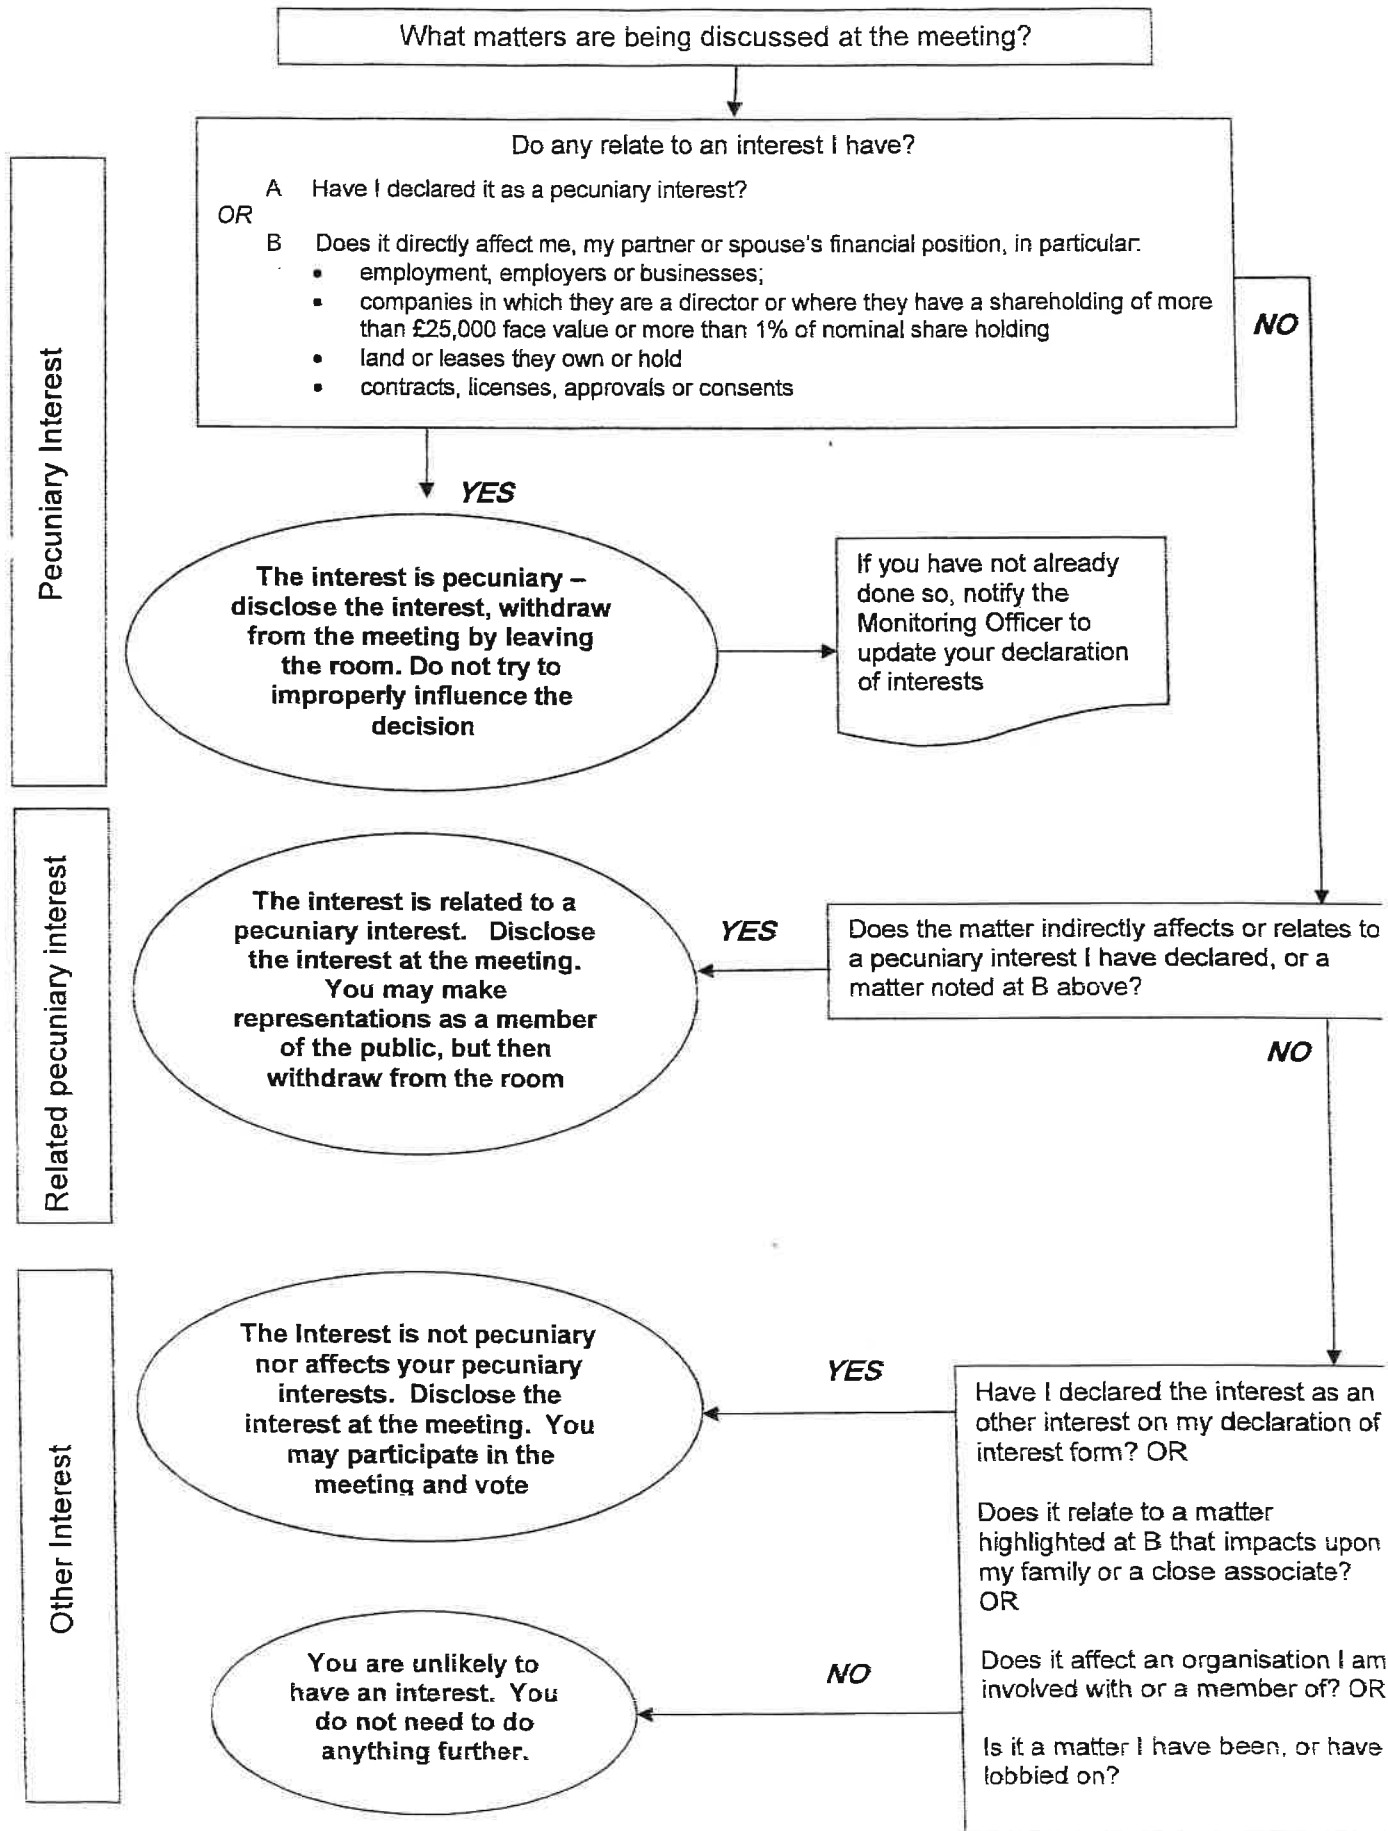 What matters are being discussed at the meeting?
Do any relate to an interest I have?
A Have I declared it as a pecuniary interest?
OR
B Does it directly affect me, my partner or spouse's financial position, in particular:
• employment, employers or businesses;
• companies in which they are a director or where they have a shareholding of more
than £25,000 face value or more than 1% of nominal share holding
• land or leases they own or hold
• contracts, licenses, approvals or consents
NO
Pecuniary Interest
YES
The interest is pecuniary –
disclose the interest, withdraw
from the meeting by leaving
the room. Do not try to
improperly influence the
decision
If you have not already
done so, notify the
Monitoring Officer to
update your declaration
of interests
Related pecuniary interest
The interest is related to a
pecuniary interest. Disclose
the interest at the meeting.
You may make
representations as a member
of the public, but then
withdraw from the room
YES
Does the matter indirectly affects or relates to
a pecuniary interest I have declared, or a
matter noted at B above?
NO
Other Interest
The Interest is not pecuniary
nor affects your pecuniary
interests. Disclose the
interest at the meeting. You
may participate in the
meeting and vote
YES
Have I declared the interest as an
other interest on my declaration of
interest form? OR
Does it relate to a matter
highlighted at B that impacts upon
my family or a close associate?
OR
Does it affect an organisation I am
involved with or a member of? OR
Is it a matter I have been, or have
lobbied on?
NO
You are unlikely to
have an interest. You
do not need to do
anything further.